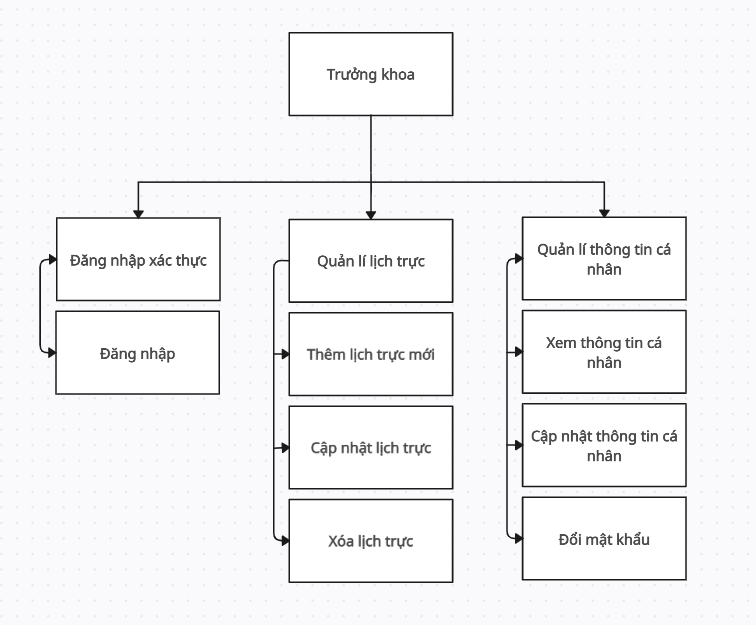 Trưởng khoa
Đăng nhập xác thực
Đăng nhập
Quản lí lịch trực
Thêm lịch trực mới
Cập nhật lịch trực
Xóa lịch trực
Quản lí thông tin cá
nhân
Xem thông tin cá
nhân
Cập nhật thông tin cá
nhân
Đổi mật khẩu